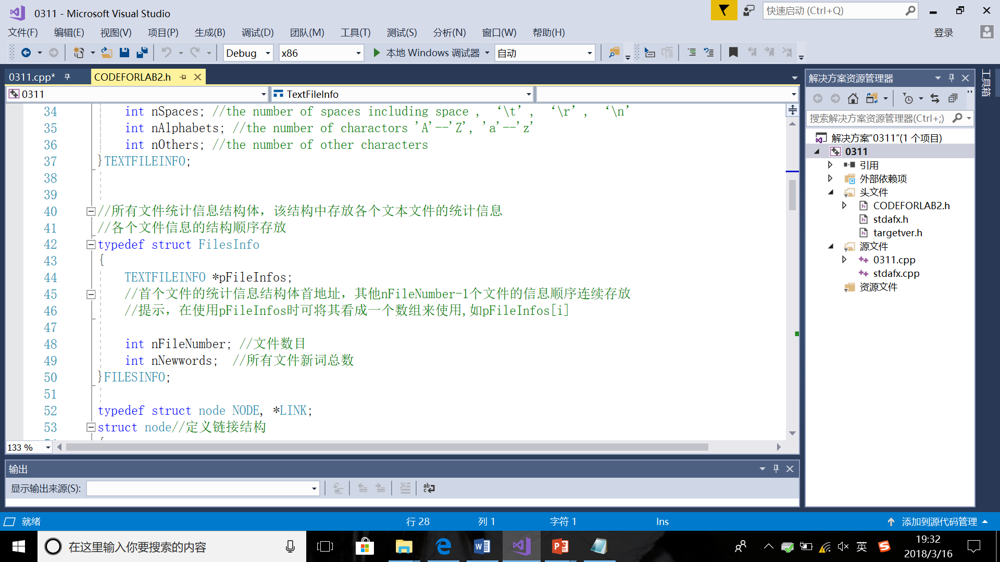 0311 - Microsoft Visual Studio
快速启动 (Ctrl+Q)
文件(F) 编辑(E) 视图(V) 项目(P) 生成(B) 调试(D) 团队(M) 工具(T) 测试(S) 分析(N) 窗口(W) 帮助(H) 登录
Debug x86 本地 Windows 调试器 自动
0311.cpp* CODEFORLAB2.h
0311 TextFileInfo
34 int nSpaces; //the number of spaces including space , ‘\t’, ‘\r’, ‘\n’
35 int nAlphabets; //the number of charactors 'A'--'Z', 'a'--'z'
36 int nOthers; //the number of other characters
37 }TEXTFILEINFO;
38
39
40 //所有文件统计信息结构体，该结构中存放各个文本文件的统计信息
41 //各个文件信息的结构顺序存放
42 typedef struct FilesInfo
43 {
44 TEXTFILEINFO *pFileInfos;
45 //首个文件的统计信息结构体首地址，其他nFileNumber-1个文件的信息顺序连续存放
46 //提示，在使用pFileInfos时可将其看成一个数组来使用,如pFileInfos[i]
47
48 int nFileNumber; //文件数目
49 int nNewwords; //所有文件新词总数
50 }FILESINFO;
51
52 typedef struct node NODE, *LINK;
53 struct node//定义链接结构
133 %
输出
显示输出来源(S):
解决方案资源管理器
搜索解决方案资源管理器(Ctrl+;)
解决方案"0311"(1 个项目)
0311
引用
外部依赖项
头文件
CODEFORLAB2.h
stdafx.h
targetver.h
源文件
0311.cpp
stdafx.cpp
资源文件
工具箱
就绪 行 28 列 1 字符 1 Ins 添加到源代码管理
在这里输入你要搜索的内容
英
19:32
2018/3/16